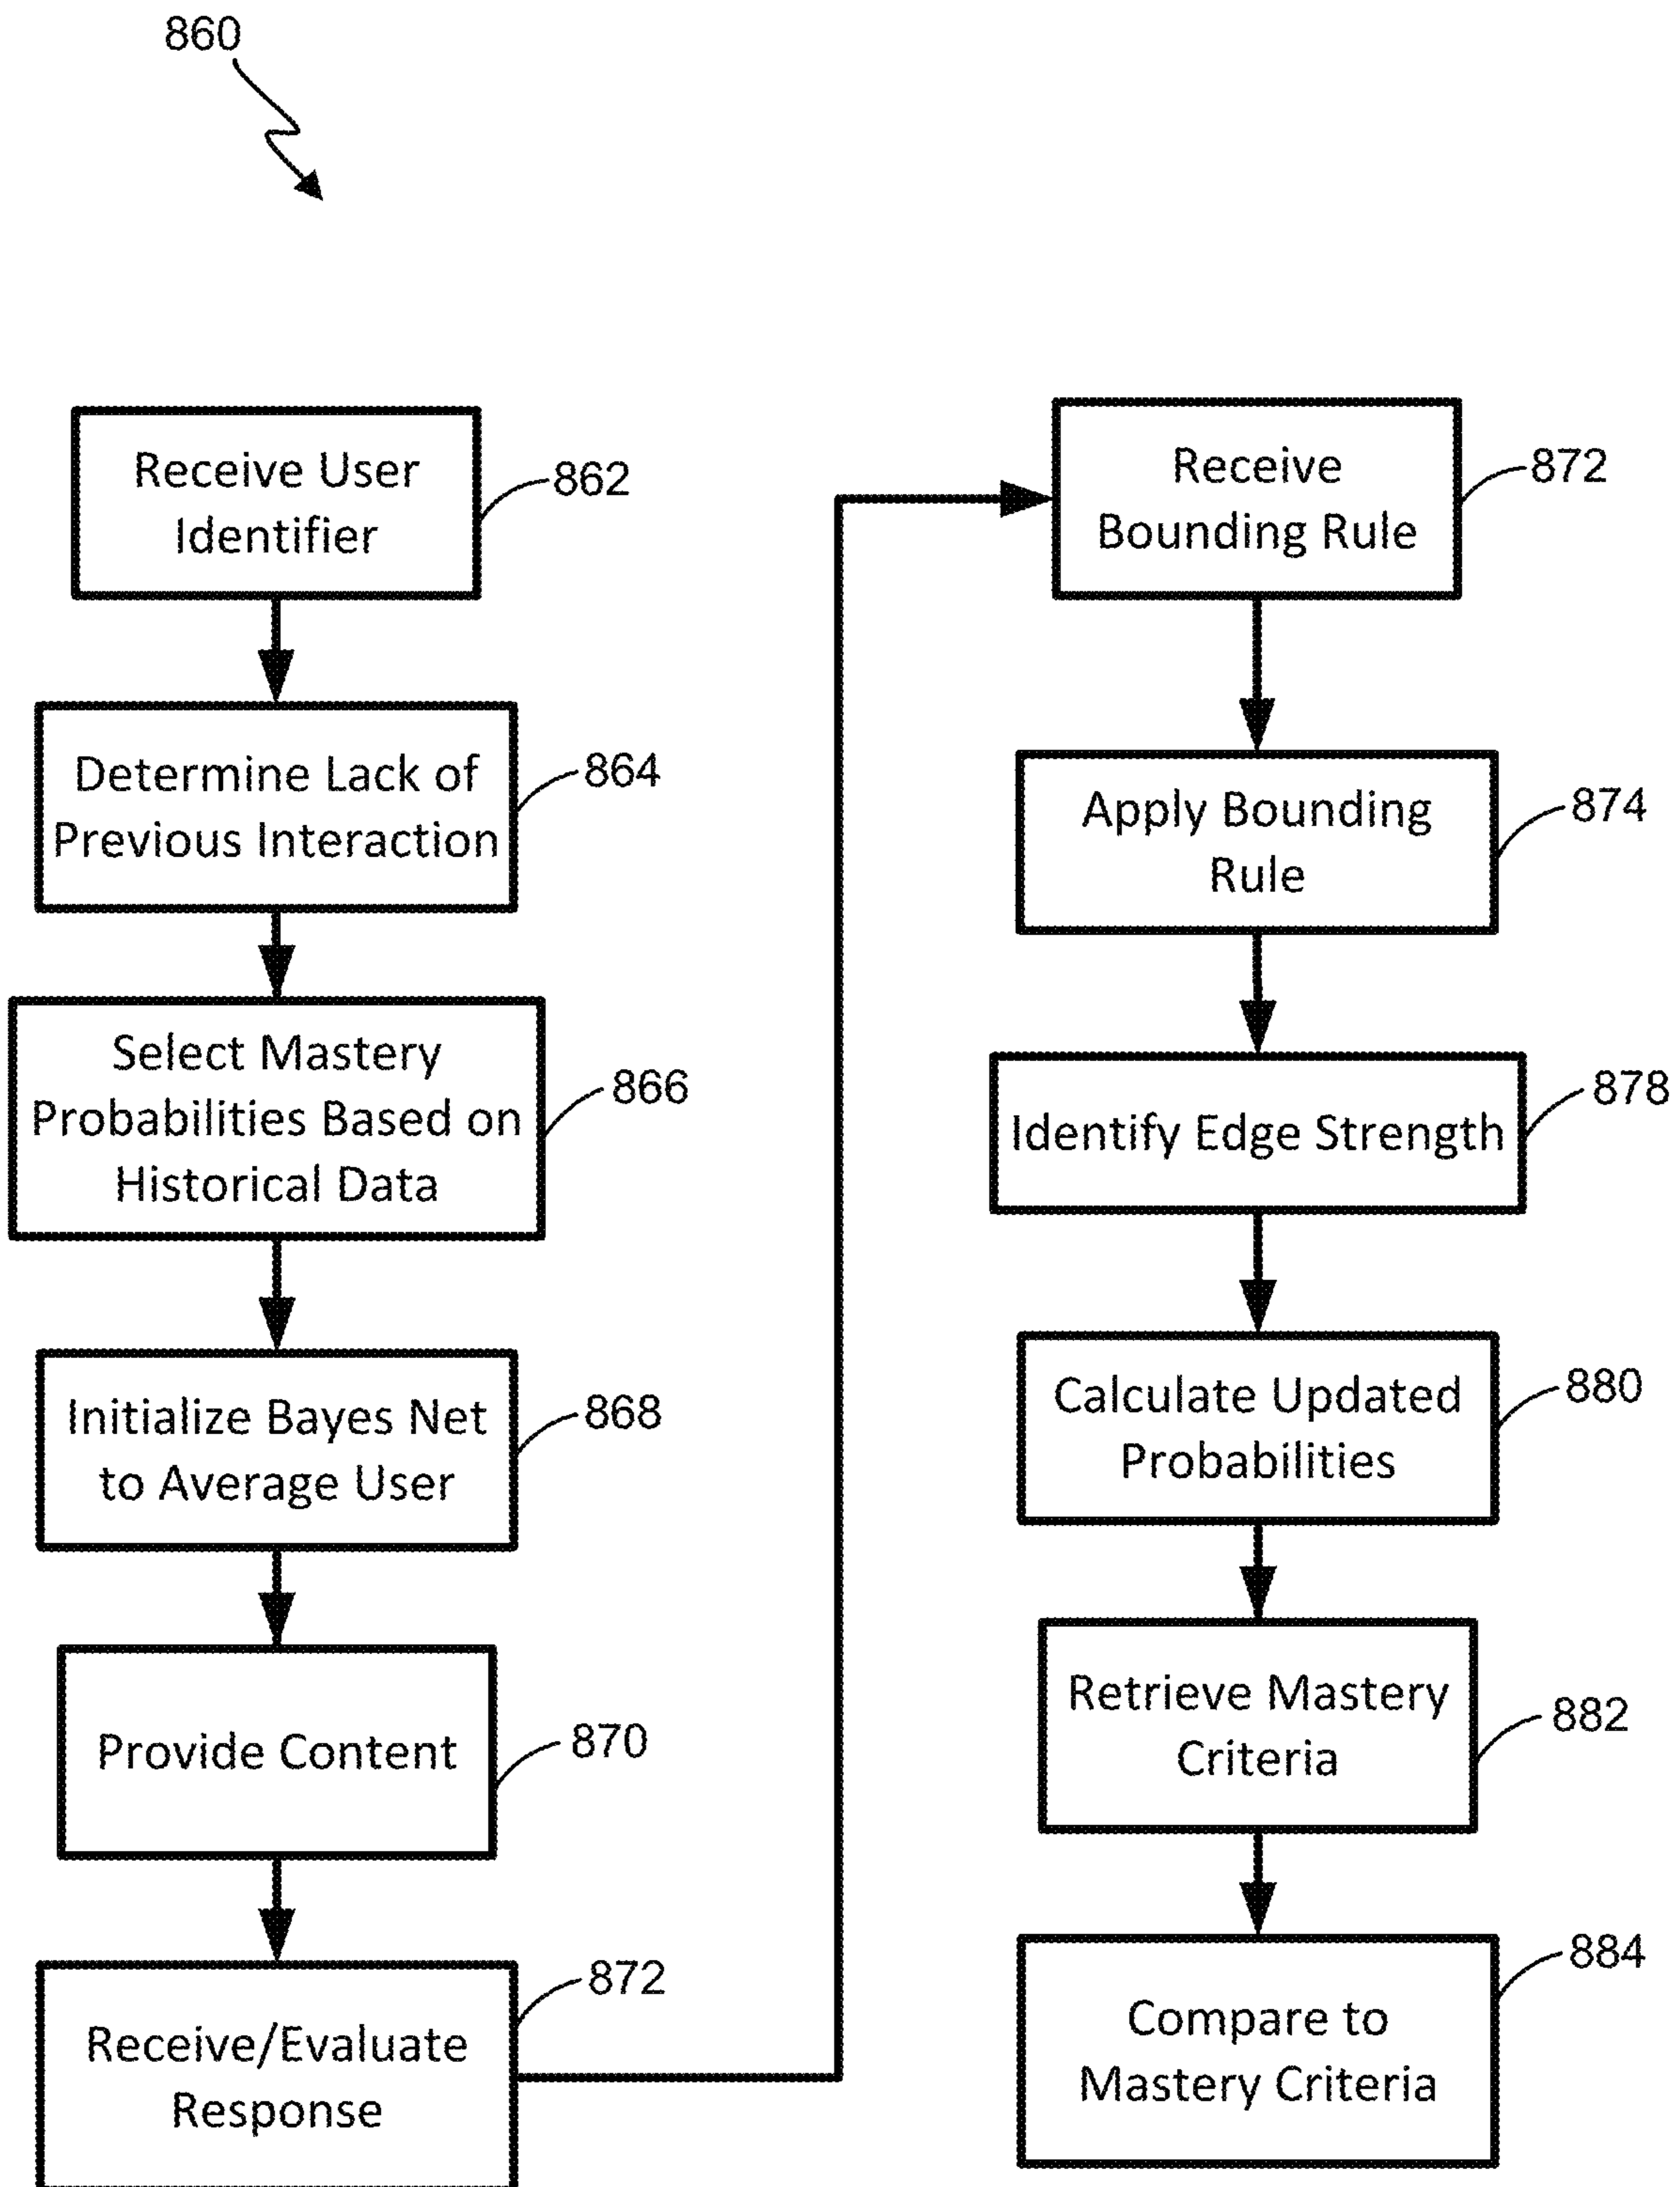 860
Receive User
Identifier
862
Determine Lack of
Previous Interaction
864
Select Mastery
Probabilities Based on
Historical Data
866
Initialize Bayes Net
to Average User
868
Provide Content
870
Receive/Evaluate
Response
872
Receive
Bounding Rule
872
Apply Bounding
Rule
874
Identify Edge Strength
878
Calculate Updated
Probabilities
880
Retrieve Mastery
Criteria
882
Compare to
Mastery Criteria
884